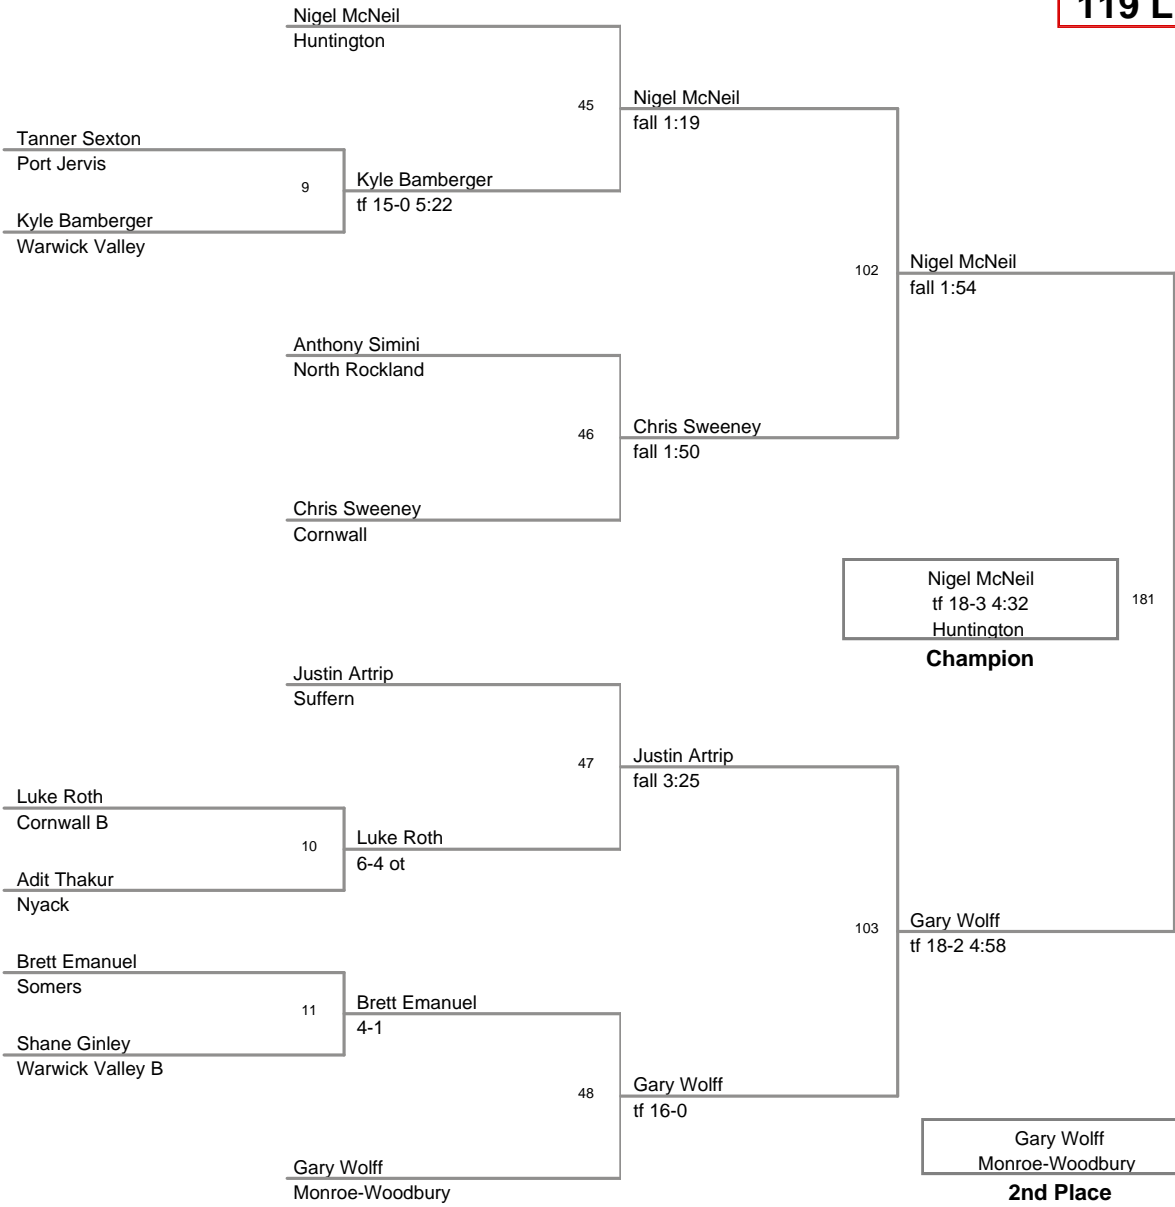 119 L
Nigel McNeil
Huntington
45
Nigel McNeil
fall 1:19
Tanner Sexton
Port Jervis
9
Kyle Bamberger
tf 15-0 5:22
Kyle Bamberger
Warwick Valley
102
Nigel McNeil
fall 1:54
Anthony Simini
North Rockland
46
Chris Sweeney
fall 1:50
Chris Sweeney
Cornwall
Nigel McNeil
tf 18-3 4:32
Huntington
181
Champion
Justin Artrip
Suffern
47
Justin Artrip
fall 3:25
Luke Roth
Cornwall B
10
Luke Roth
6-4 ot
Adit Thakur
Nyack
103
Gary Wolff
tf 18-2 4:58
Brett Emanuel
Somers
11
Brett Emanuel
4-1
Shane Ginley
Warwick Valley B
48
Gary Wolff
tf 16-0
Gary Wolff
Monroe-Woodbury
Gary Wolff
Monroe-Woodbury
2nd Place